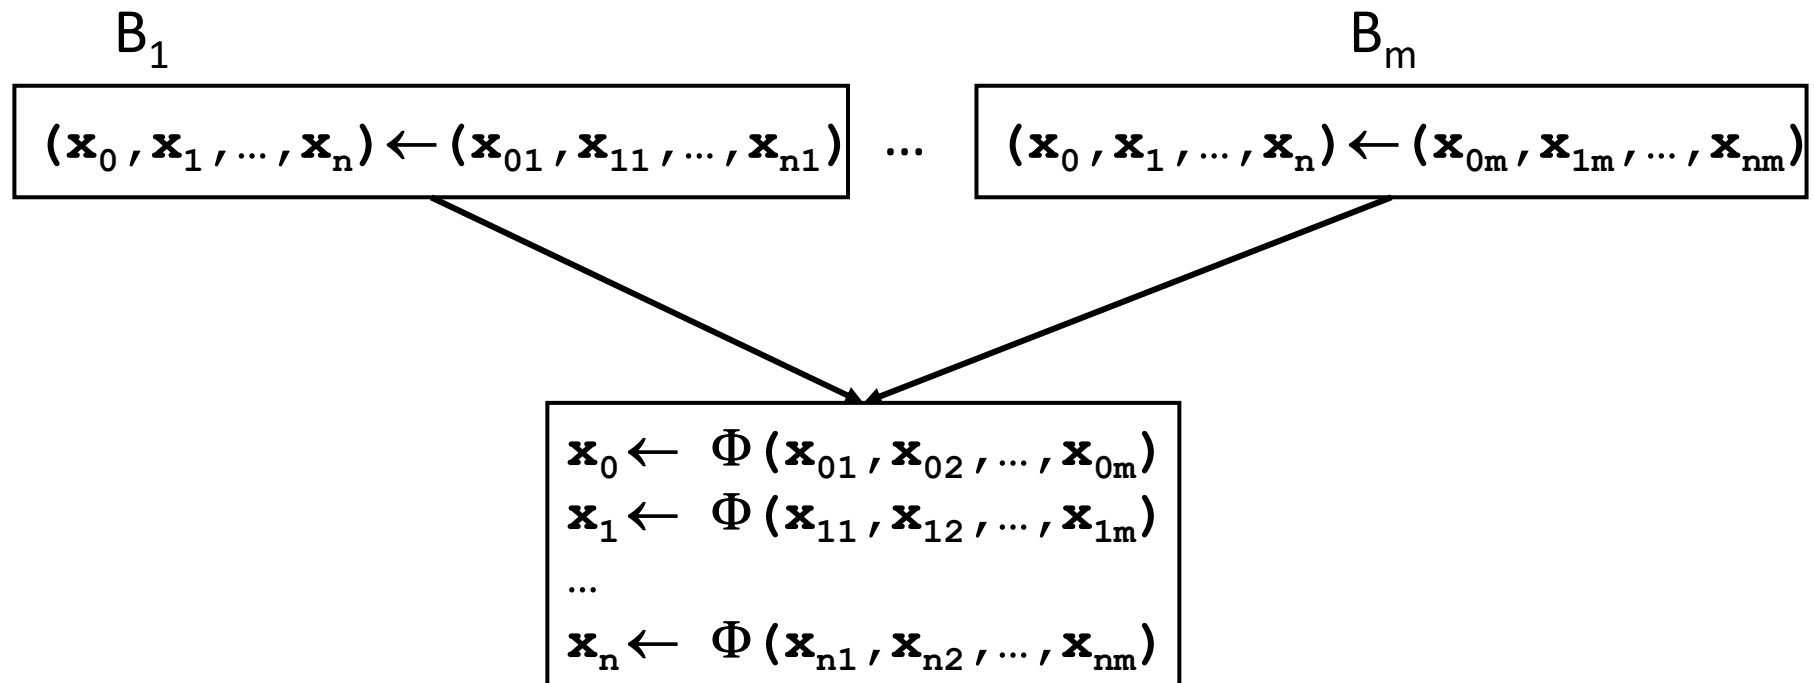 B₁ Bₘ
(x₀,x₁,…,xₙ)←(x₀₁,x₁₁,…,xₙ₁) … (x₀,x₁,…,xₙ)←(x₀ₘ,x₁ₘ,…,xₙₘ)
x₀← Φ(x₀₁,x₀₂,…,x₀ₘ)
x₁← Φ(x₁₁,x₁₂,…,x₁ₘ)
…
xₙ← Φ(xₙ₁,xₙ₂,…,xₙₘ)